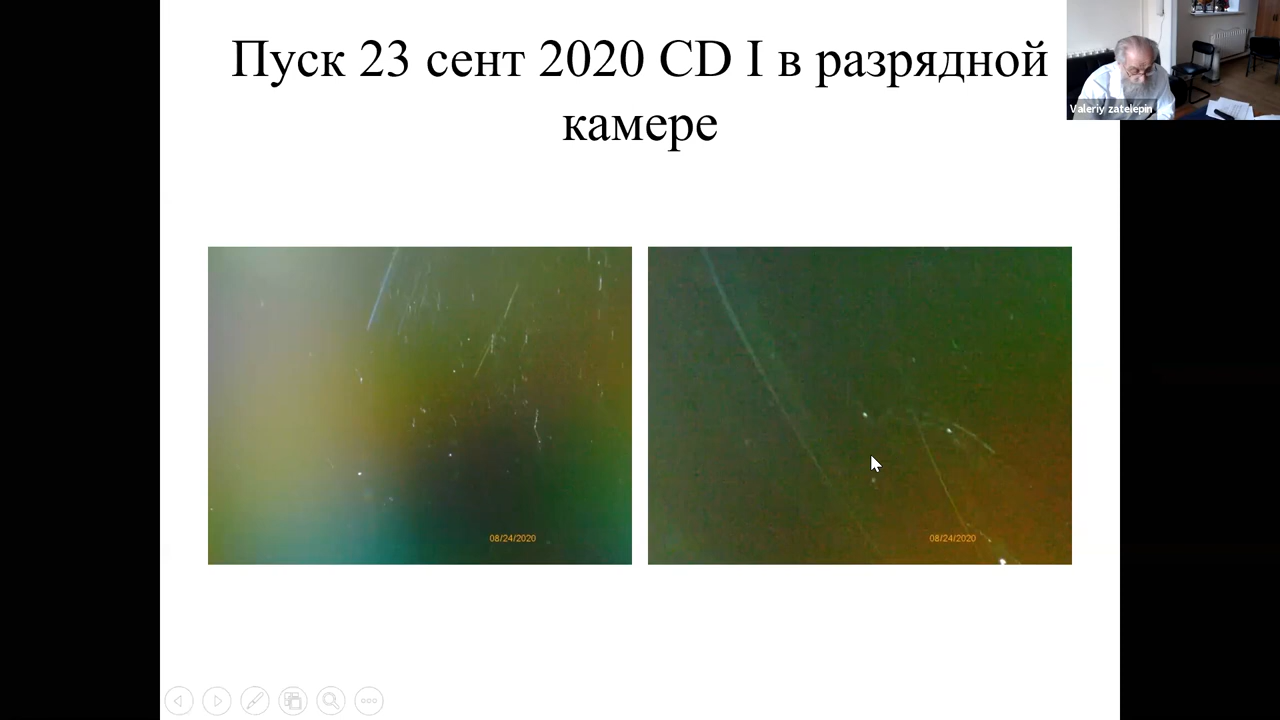 Пуск 23 сент 2020 CD I в разрядной
камере
Valeriy zatelepin
08/24/2020
08/24/2020